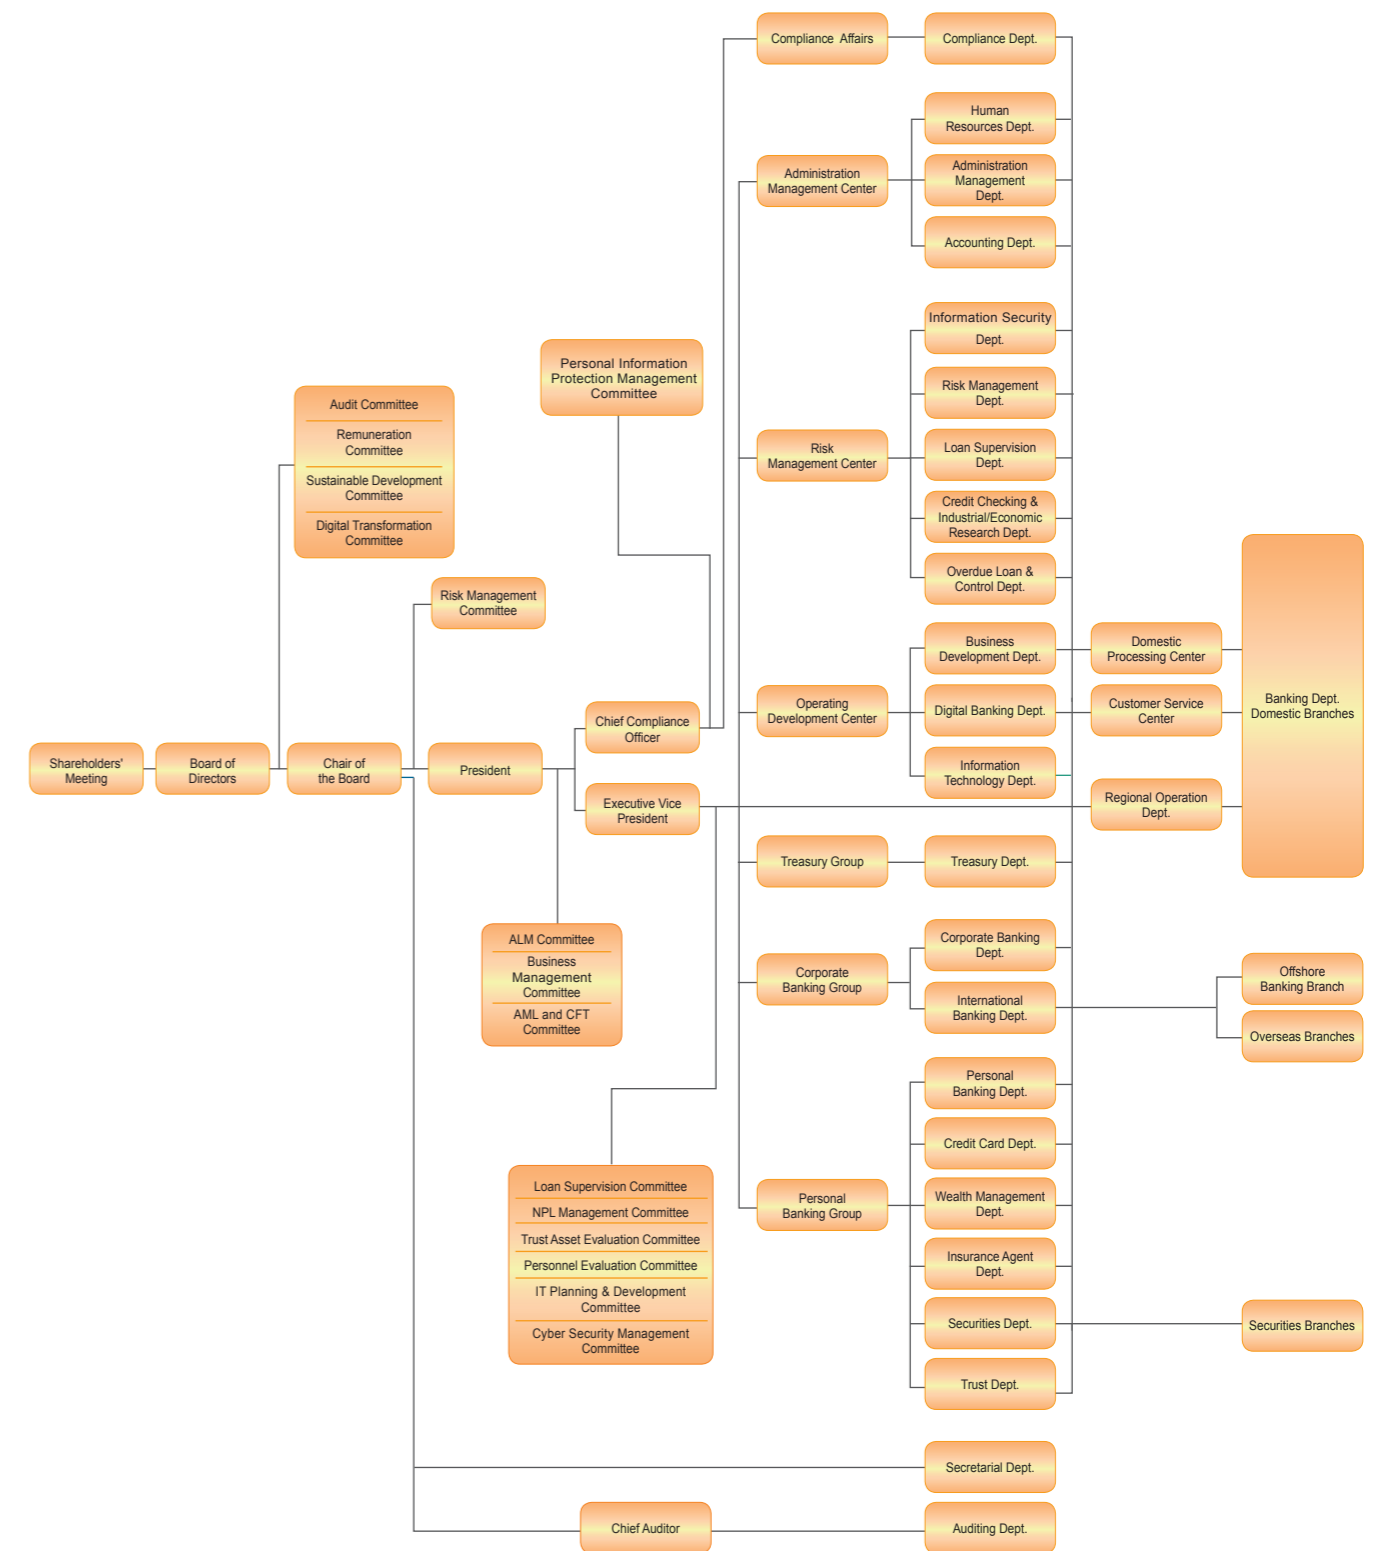 Shareholders'
Meeting
Board of
Directors
Audit Committee
Remuneration
Committee
Sustainable Development
Committee
Digital Transformation
Committee
Chair of
the Board
Risk Management
Committee
President
ALM Committee
Business
Management
Committee
AML and CFT
Committee
Personal Information
Protection Management
Committee
Chief Compliance
Officer
Executive Vice
President
Loan Supervision Committee
NPL Management Committee
Trust Asset Evaluation Committee
Personnel Evaluation Committee
IT Planning & Development
Committee
Cyber Security Management
Committee
Chief Auditor
Compliance Affairs
Compliance Dept.
Administration
Management Center
Human
Resources Dept.
Administration
Management
Dept.
Accounting Dept.
Risk
Management Center
Information Security
Dept.
Risk Management
Dept.
Loan Supervision
Dept.
Credit Checking &
Industrial/Economic
Research Dept.
Overdue Loan &
Control Dept.
Operating
Development Center
Business
Development Dept.
Digital Banking Dept.
Information
Technology Dept.
Treasury Group
Treasury Dept.
Corporate
Banking Group
Corporate Banking
Dept.
International
Banking Dept.
Personal
Banking Group
Personal
Banking Dept.
Credit Card Dept.
Wealth Management
Dept.
Insurance Agent
Dept.
Securities Dept.
Trust Dept.
Secretarial Dept.
Auditing Dept.
Domestic
Processing Center
Customer Service
Center
Regional Operation
Dept.
Banking Dept.
Domestic Branches
Offshore
Banking Branch
Overseas Branches
Securities Branches